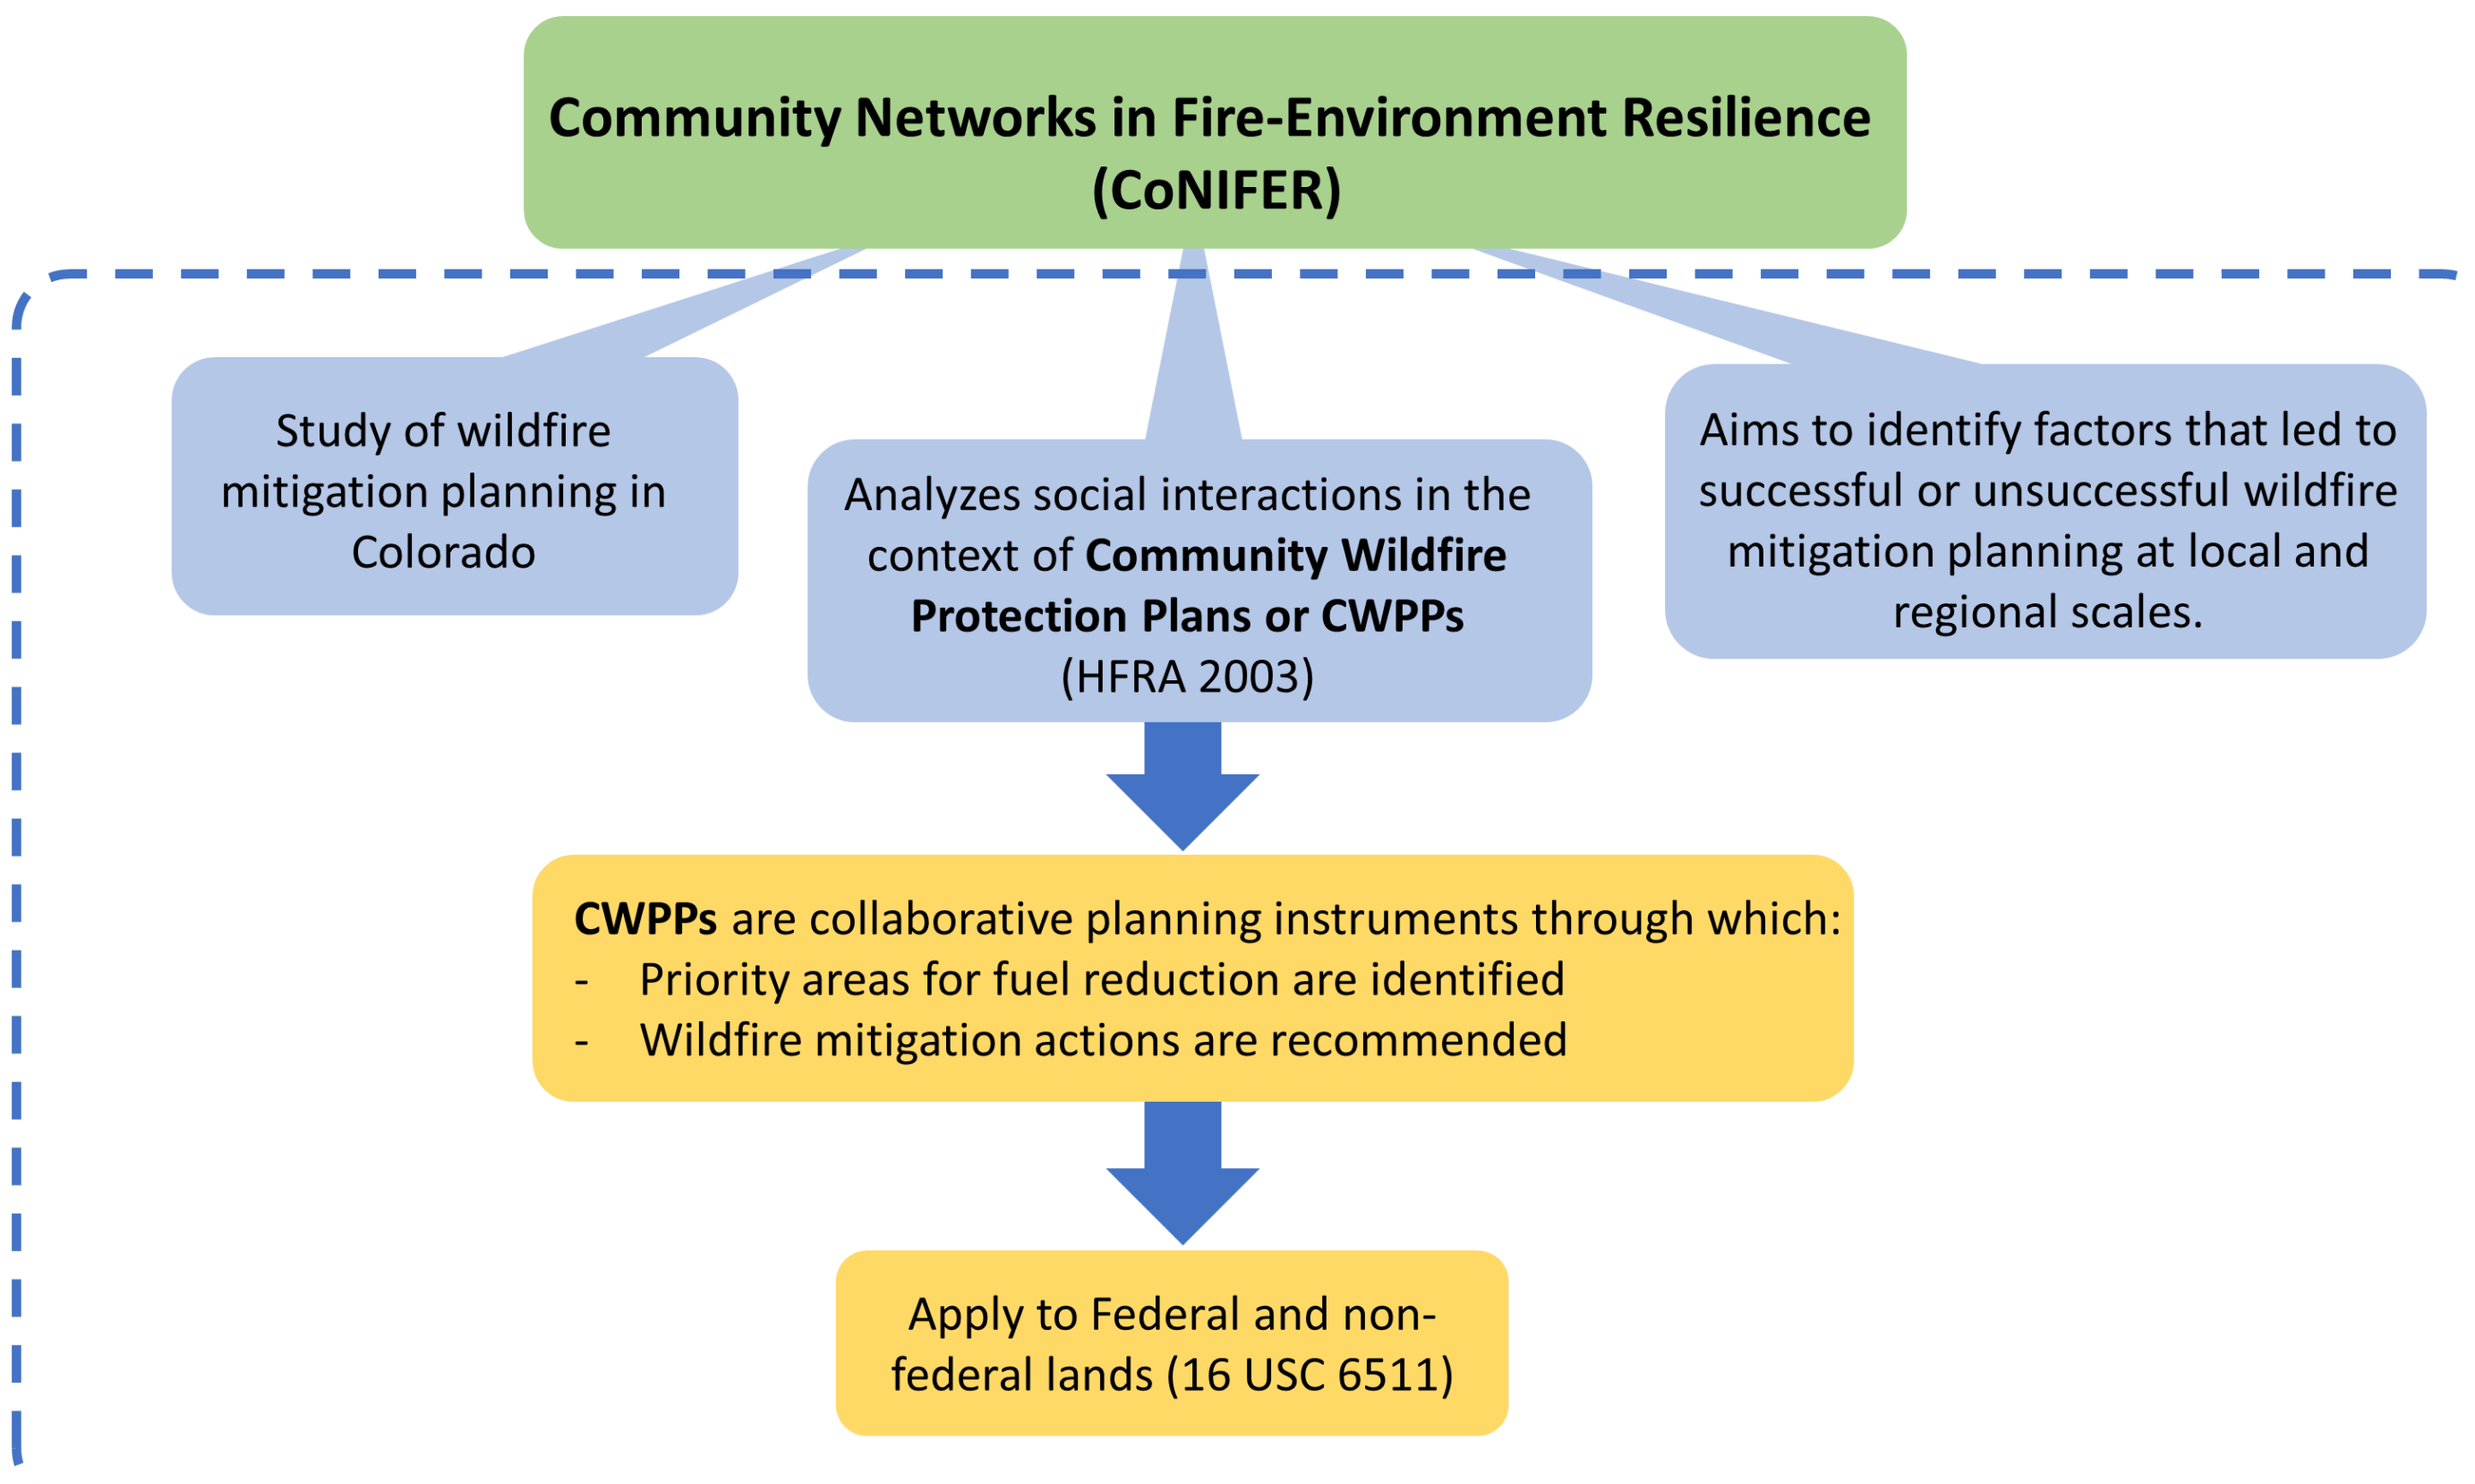 Community Networks in Fire-Environment Resilience
(CoNIFER)
Study of wildfire
mitigation planning in
Colorado
Analyzes social interactions in the
context of Community Wildfire
Protection Plans or CWPPs
(HFRA 2003)
Aims to identify factors that led to
successful or unsuccessful wildfire
mitigation planning at local and
regional scales.
CWPPs are collaborative planning instruments through which:
- Priority areas for fuel reduction are identified
- Wildfire mitigation actions are recommended
Apply to Federal and non-
federal lands (16 USC 6511)